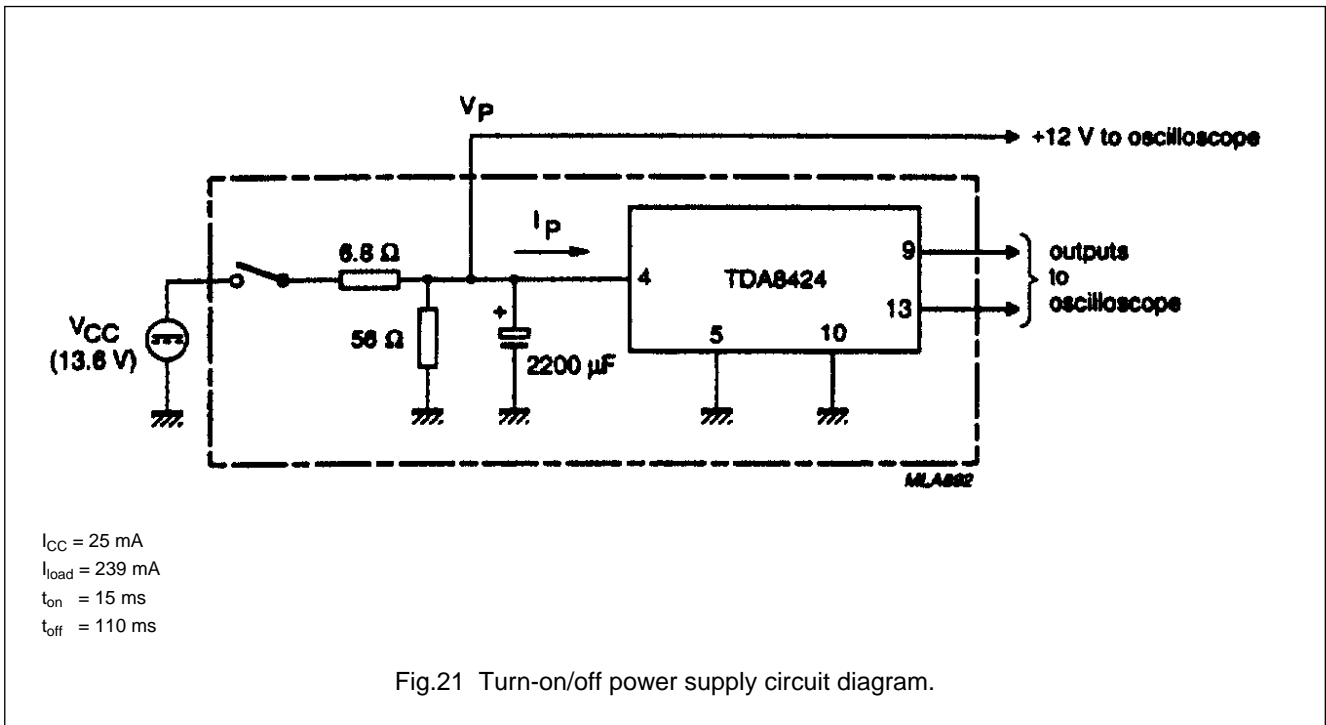 V_P
+12 V to oscilloscope
I_P
6.8 Ω
4
TDA8424
9
13
outputs
to
oscilloscope
V_CC
(13.6 V)
+
2200 µF
5
10
I_CC = 25 mA
I_load = 239 mA
t_on = 15 ms
t_off = 110 ms
Fig.21 Turn-on/off power supply circuit diagram.